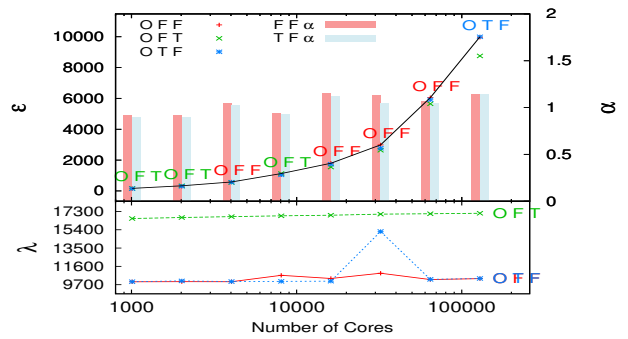 OFF
OFT
OTF
FFα
TFα
10000
8000
6000
4000
2000
0
ε
2
1.5
1
0.5
0
α
OFT
OFT
OFF
OFT
OFF
OFF
OFF
OTF
17300
15400
13500
11600
9700
λ
OFT
OFF
1000
10000
100000
Number of Cores